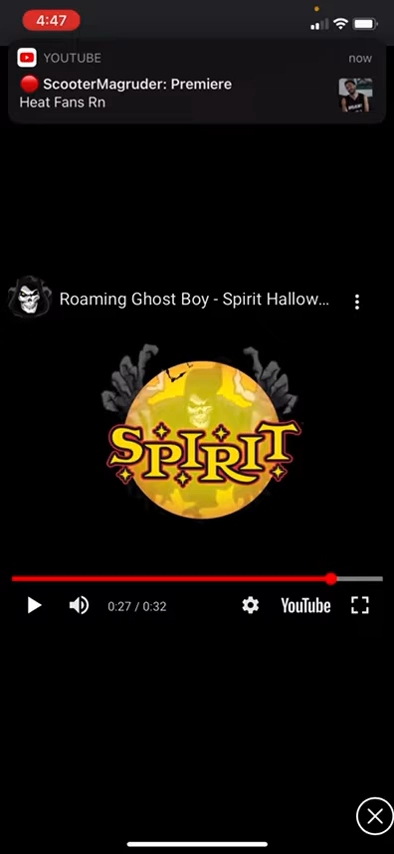 4:47
YOUTUBE
now
ScooterMagruder: Premiere
Heat Fans Rn
Roaming Ghost Boy - Spirit Hallow...
SPIRIT
0:27 / 0:32
YouTube